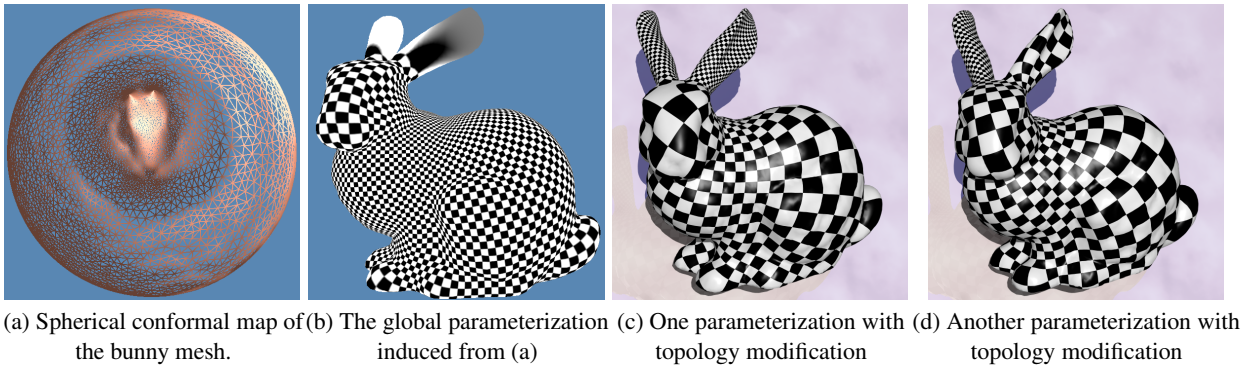 (a) Spherical conformal map of
the bunny mesh.
(b) The global parameterization
induced from (a)
(c) One parameterization with
topology modification
(d) Another parameterization with
topology modification